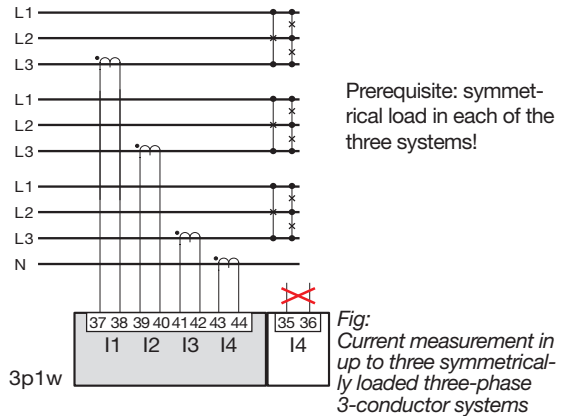 L1
L2
L3
L1
L2
L3
L1
L2
L3
N
Prerequisite: symmet-
rical load in each of the
three systems!
37 38 39 40 41 42 43 44
35 36
I1 I2 I3 I4
I4
3p1w
Fig:
Current measurement in
up to three symmetrical-
ly loaded three-phase
3-conductor systems